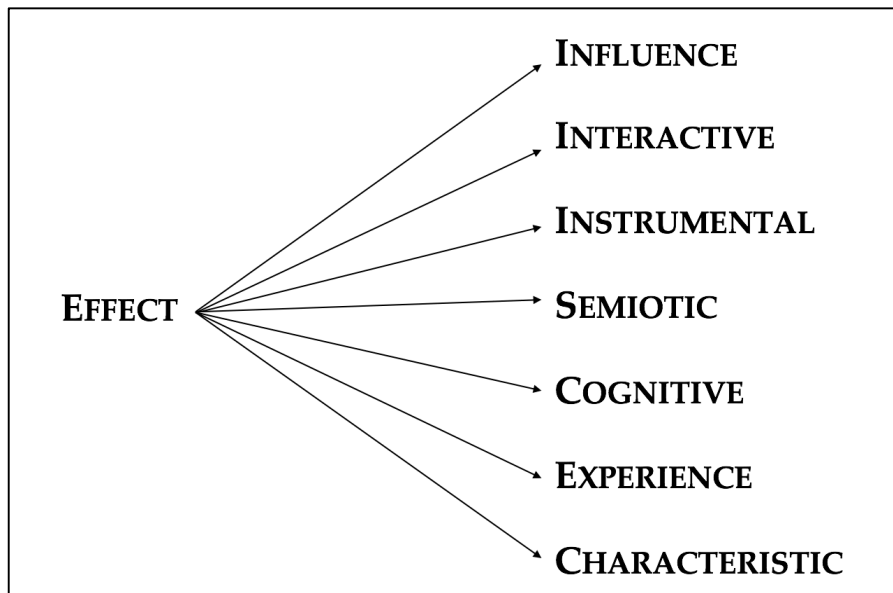 INFLUENCE
INTERACTIVE
INSTRUMENTAL
EFFECT
SEMIOTIC
COGNITIVE
EXPERIENCE
CHARACTERISTIC